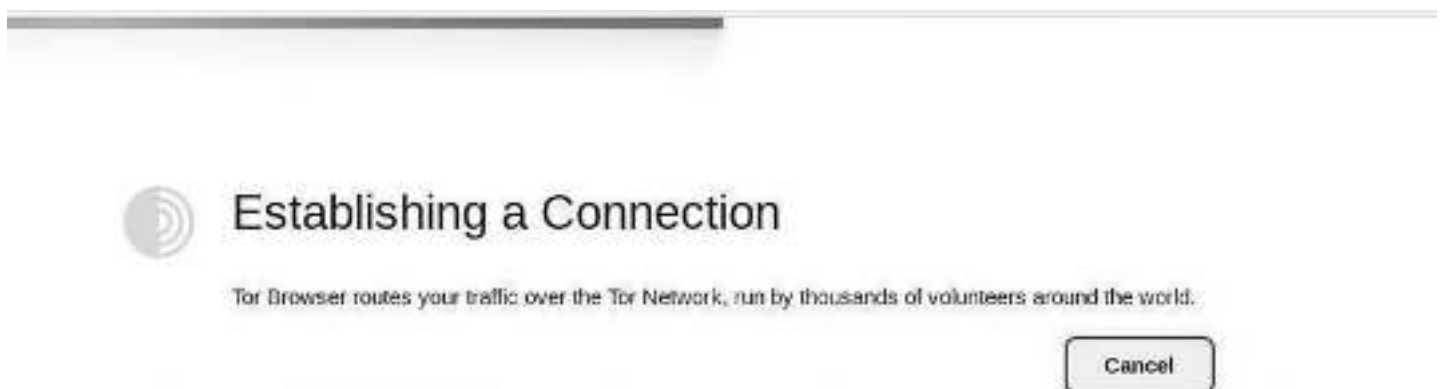 Establishing a Connection
Tor Browser routes your traffic over the Tor Network, run by thousands of volunteers around the world.
Cancel